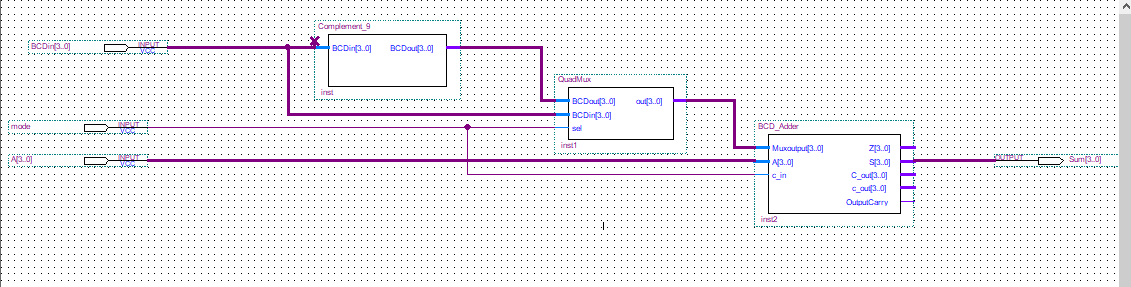 Complement_9
BCDin[3..0]
INPUT
VCC
BCDin[3..0]
BCDout[3..0]
inst
QuadMux
BCDout[3..0]
out[3..0]
BCDin[3..0]
sel
inst1
mode
INPUT
VCC
BCD_Adder
Muxoutput[3..0]
Z[3..0]
A[3..0]
INPUT
VCC
A[3..0]
S[3..0]
OUTPUT
Sum[3..0]
c_in
C_out[3..0]
c_out[3..0]
OutputCarry
inst2